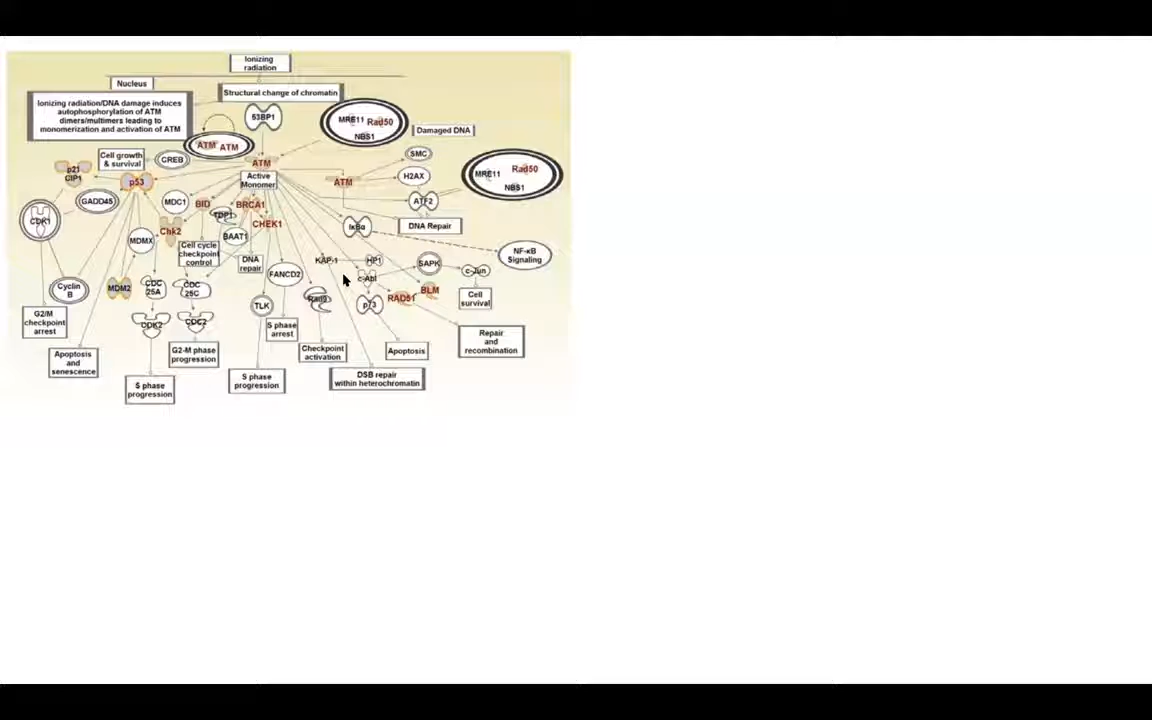 Ionizing
radiation
Nucleus
Structural change of chromatin
Ionizing radiation/DNA damage induces
autophosphorylation of ATM
dimers/multimers leading to
monomerization and activation of ATM
53BP1
MRE11 Rad50
NBS1
Damaged DNA
ATM ATM
Cell growth
& survival
CREB
ATM
Active
Monomer
SMC
H2AX
ATM
ATF2
MRE11 Rad50
NBS1
DNA Repair
p21
CIP1
p53
GADD45
CDK1
MDC1
BID
TDP1
BRCA1
CHEK1
Chk2
BAAT1
MDMX
Cell cycle
checkpoint
control
DNA
repair
IκBα
NF-κB
Signaling
KAP-1
HP1
c-Abl
SAPK
c-Jun
Cell
survival
FANCD2
Cyclin
B
MDM2
CDC
25A
CDC
25C
TLK
p73
RAD51
BLM
CDK2
CDC2
G2/M
checkpoint
arrest
Apoptosis
and
senescence
S phase
progression
G2-M phase
progression
S phase
arrest
S phase
progression
Checkpoint
activation
Apoptosis
DSB repair
within heterochromatin
Repair
and
recombination